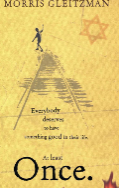 MORRIS GLEITZMAN
Everybody
deserves
to have
something good in their life.
At least
Once.